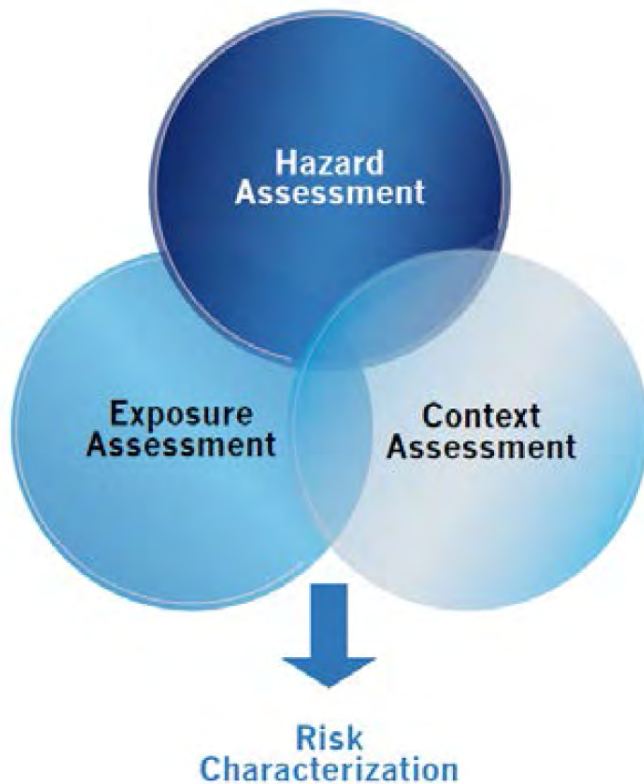 Hazard
Assessment
Exposure
Assessment
Context
Assessment
Risk
Characterization